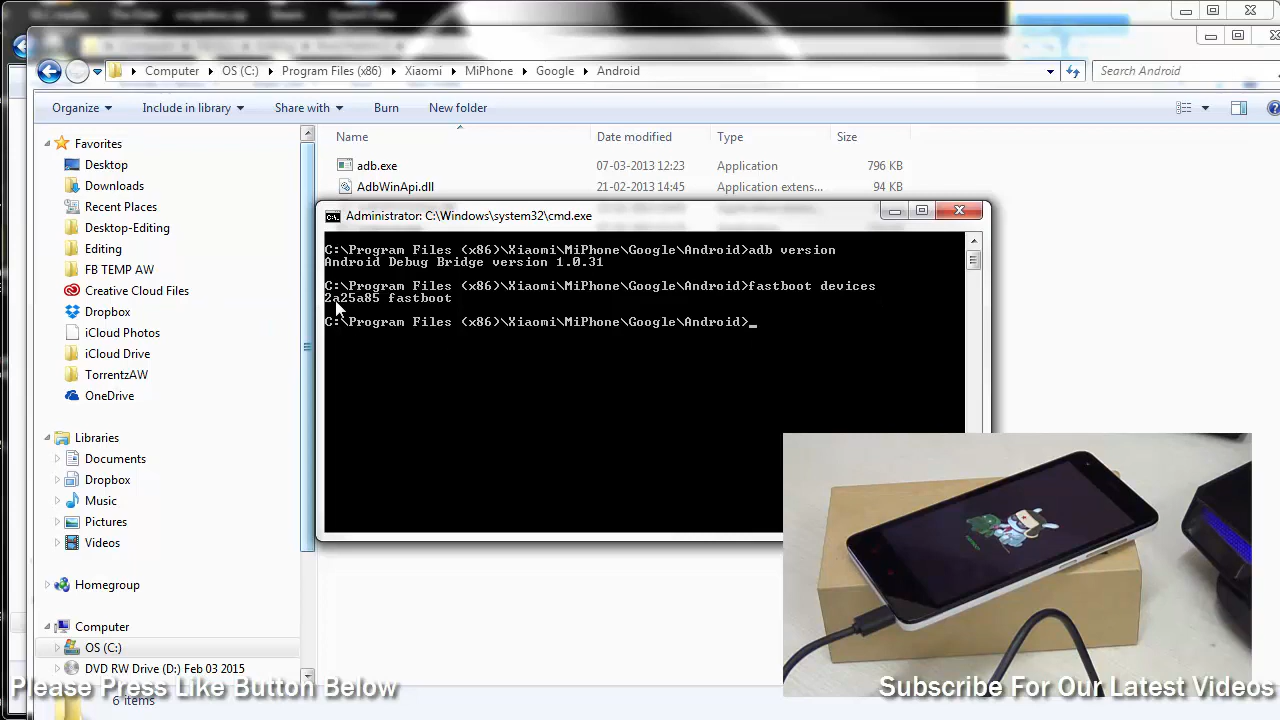 Computer OS (C:) Program Files (x86) Xiaomi MiPhone Google Android
Search Android
Organize Include in library Share with Burn New folder
Name Date modified Type Size
adb.exe 07-03-2013 12:23 Application 796 KB
AdbWinApi.dll 21-02-2013 14:45 Application extens... 94 KB
Favorites
Desktop
Downloads
Recent Places
Desktop-Editing
Editing
FB TEMP AW
Creative Cloud Files
Dropbox
iCloud Photos
iCloud Drive
TorrentzAW
OneDrive
Libraries
Documents
Dropbox
Music
Pictures
Videos
Homegroup
Computer
OS (C:)
DVD RW Drive (D:) Feb 03 2015
6 items
Administrator: C:\Windows\system32\cmd.exe
C:\Program Files (x86)\Xiaomi\MiPhone\Google\Android>adb version
Android Debug Bridge version 1.0.31
C:\Program Files (x86)\Xiaomi\MiPhone\Google\Android>fastboot devices
2a25a85 fastboot
C:\Program Files (x86)\Xiaomi\MiPhone\Google\Android>_
Please Press Like Button Below
Subscribe For Our Latest Videos